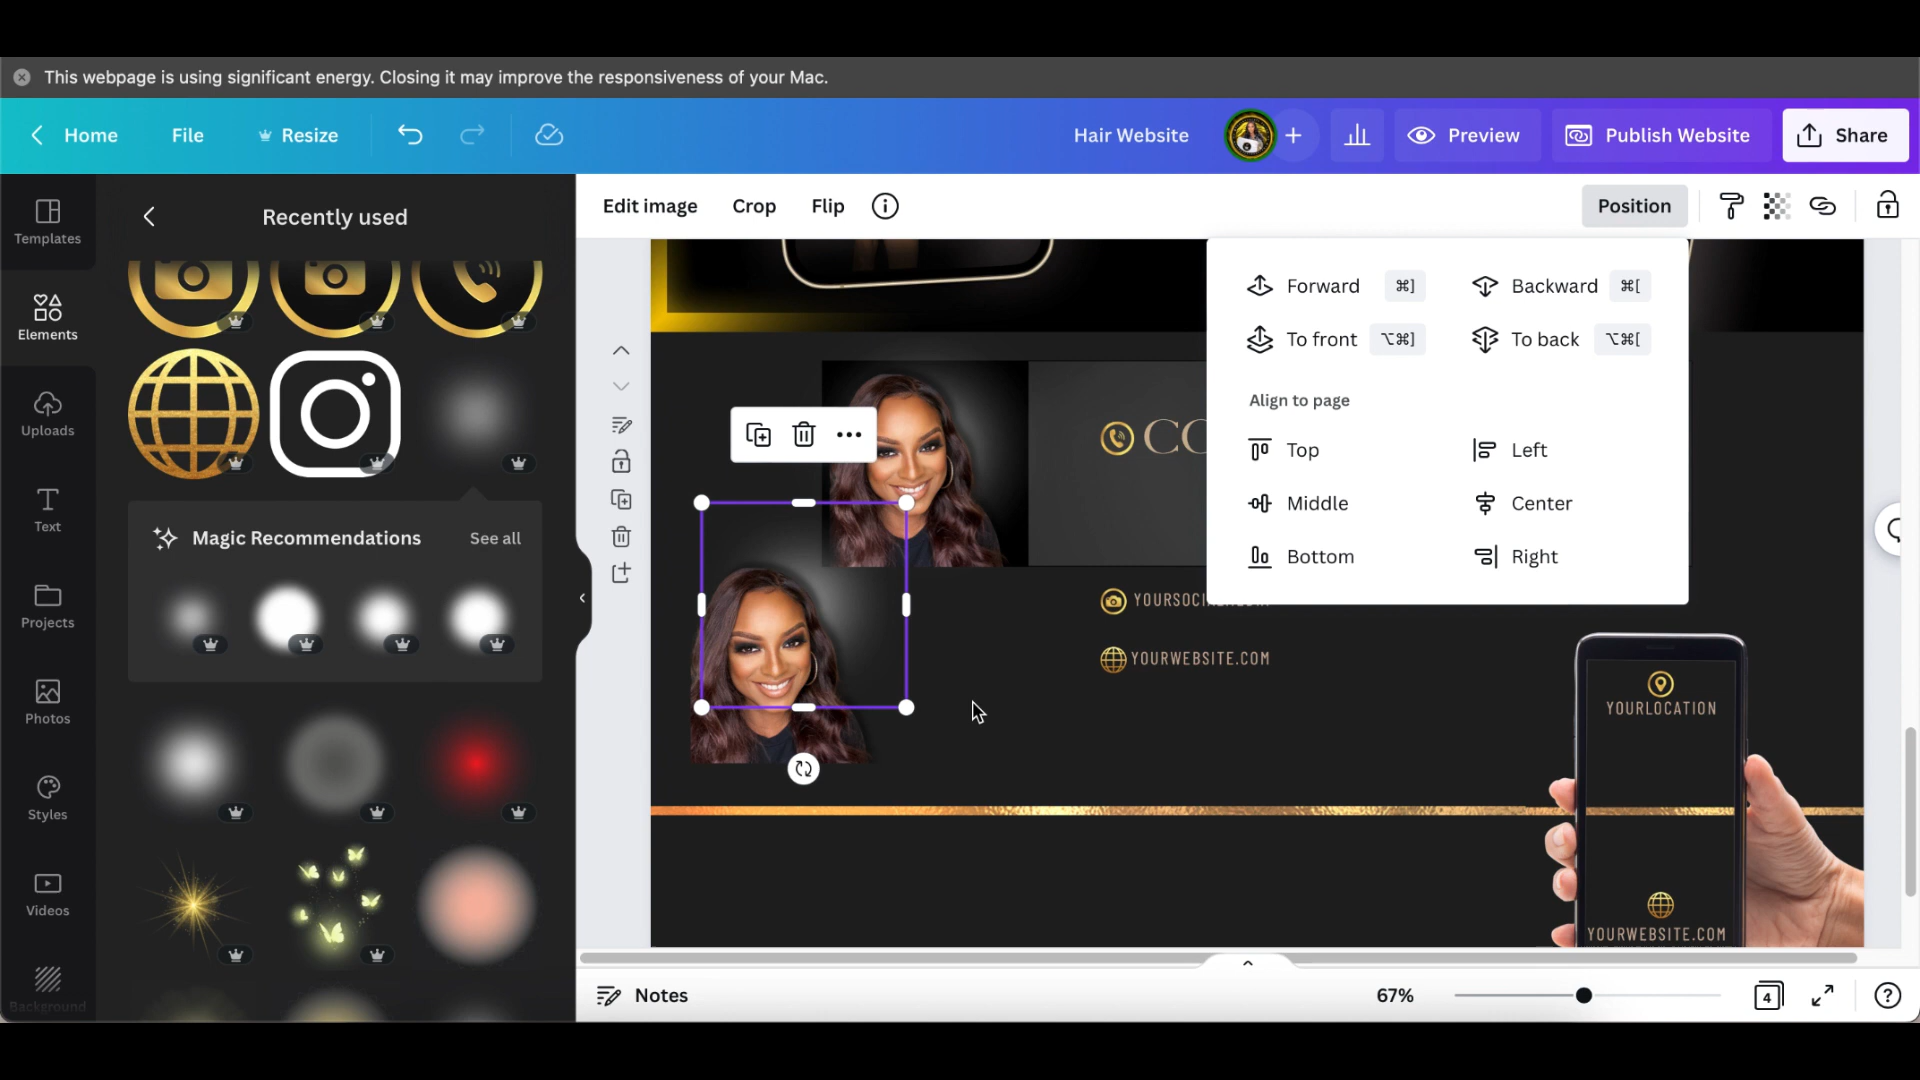 This webpage is using significant energy. Closing it may improve the responsiveness of your Mac.
Home File Resize Hair Website Preview Publish Website Share
Templates
Elements
Uploads
Text
Projects
Photos
Styles
Videos
Background
Recently used
Magic Recommendations See all
Edit image Crop Flip Position
Forward ⌘] Backward ⌘[
To front ⌥⌘] To back ⌥⌘[
Align to page
Top Left
Middle Center
Bottom Right
CO
YOURWEBSITE.COM
YOURLOCATION
YOURWEBSITE.COM
Notes 67% 4 ?